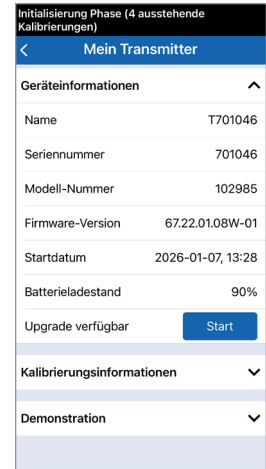 Initialisierung Phase (4 ausstehende
Kalibrierungen)
Mein Transmitter
Geräteinformationen
Name T701046
Seriennummer 701046
Modell-Nummer 102985
Firmware-Version 67.22.01.08W-01
Startdatum 2026-01-07, 13:28
Batterieladestand 90%
Upgrade verfügbar Start
Kalibrierungsinformationen
Demonstration